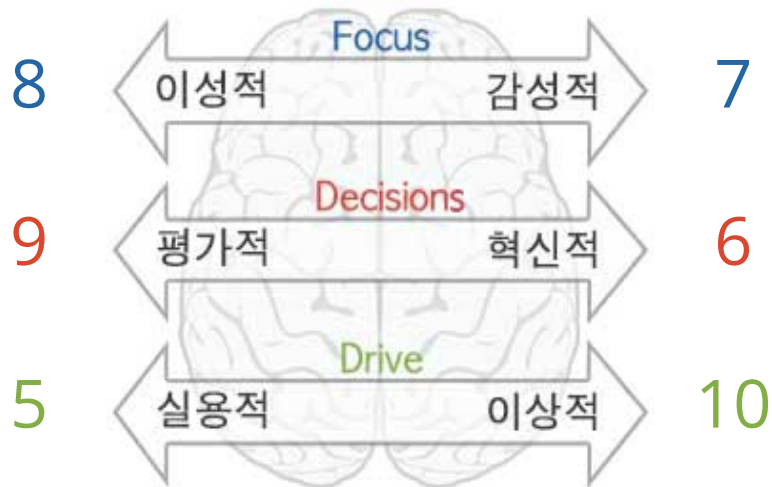 Focus
8 이성적 감성적 7
Decisions
9 평가적 혁신적 6
Drive
5 실용적 이상적 10